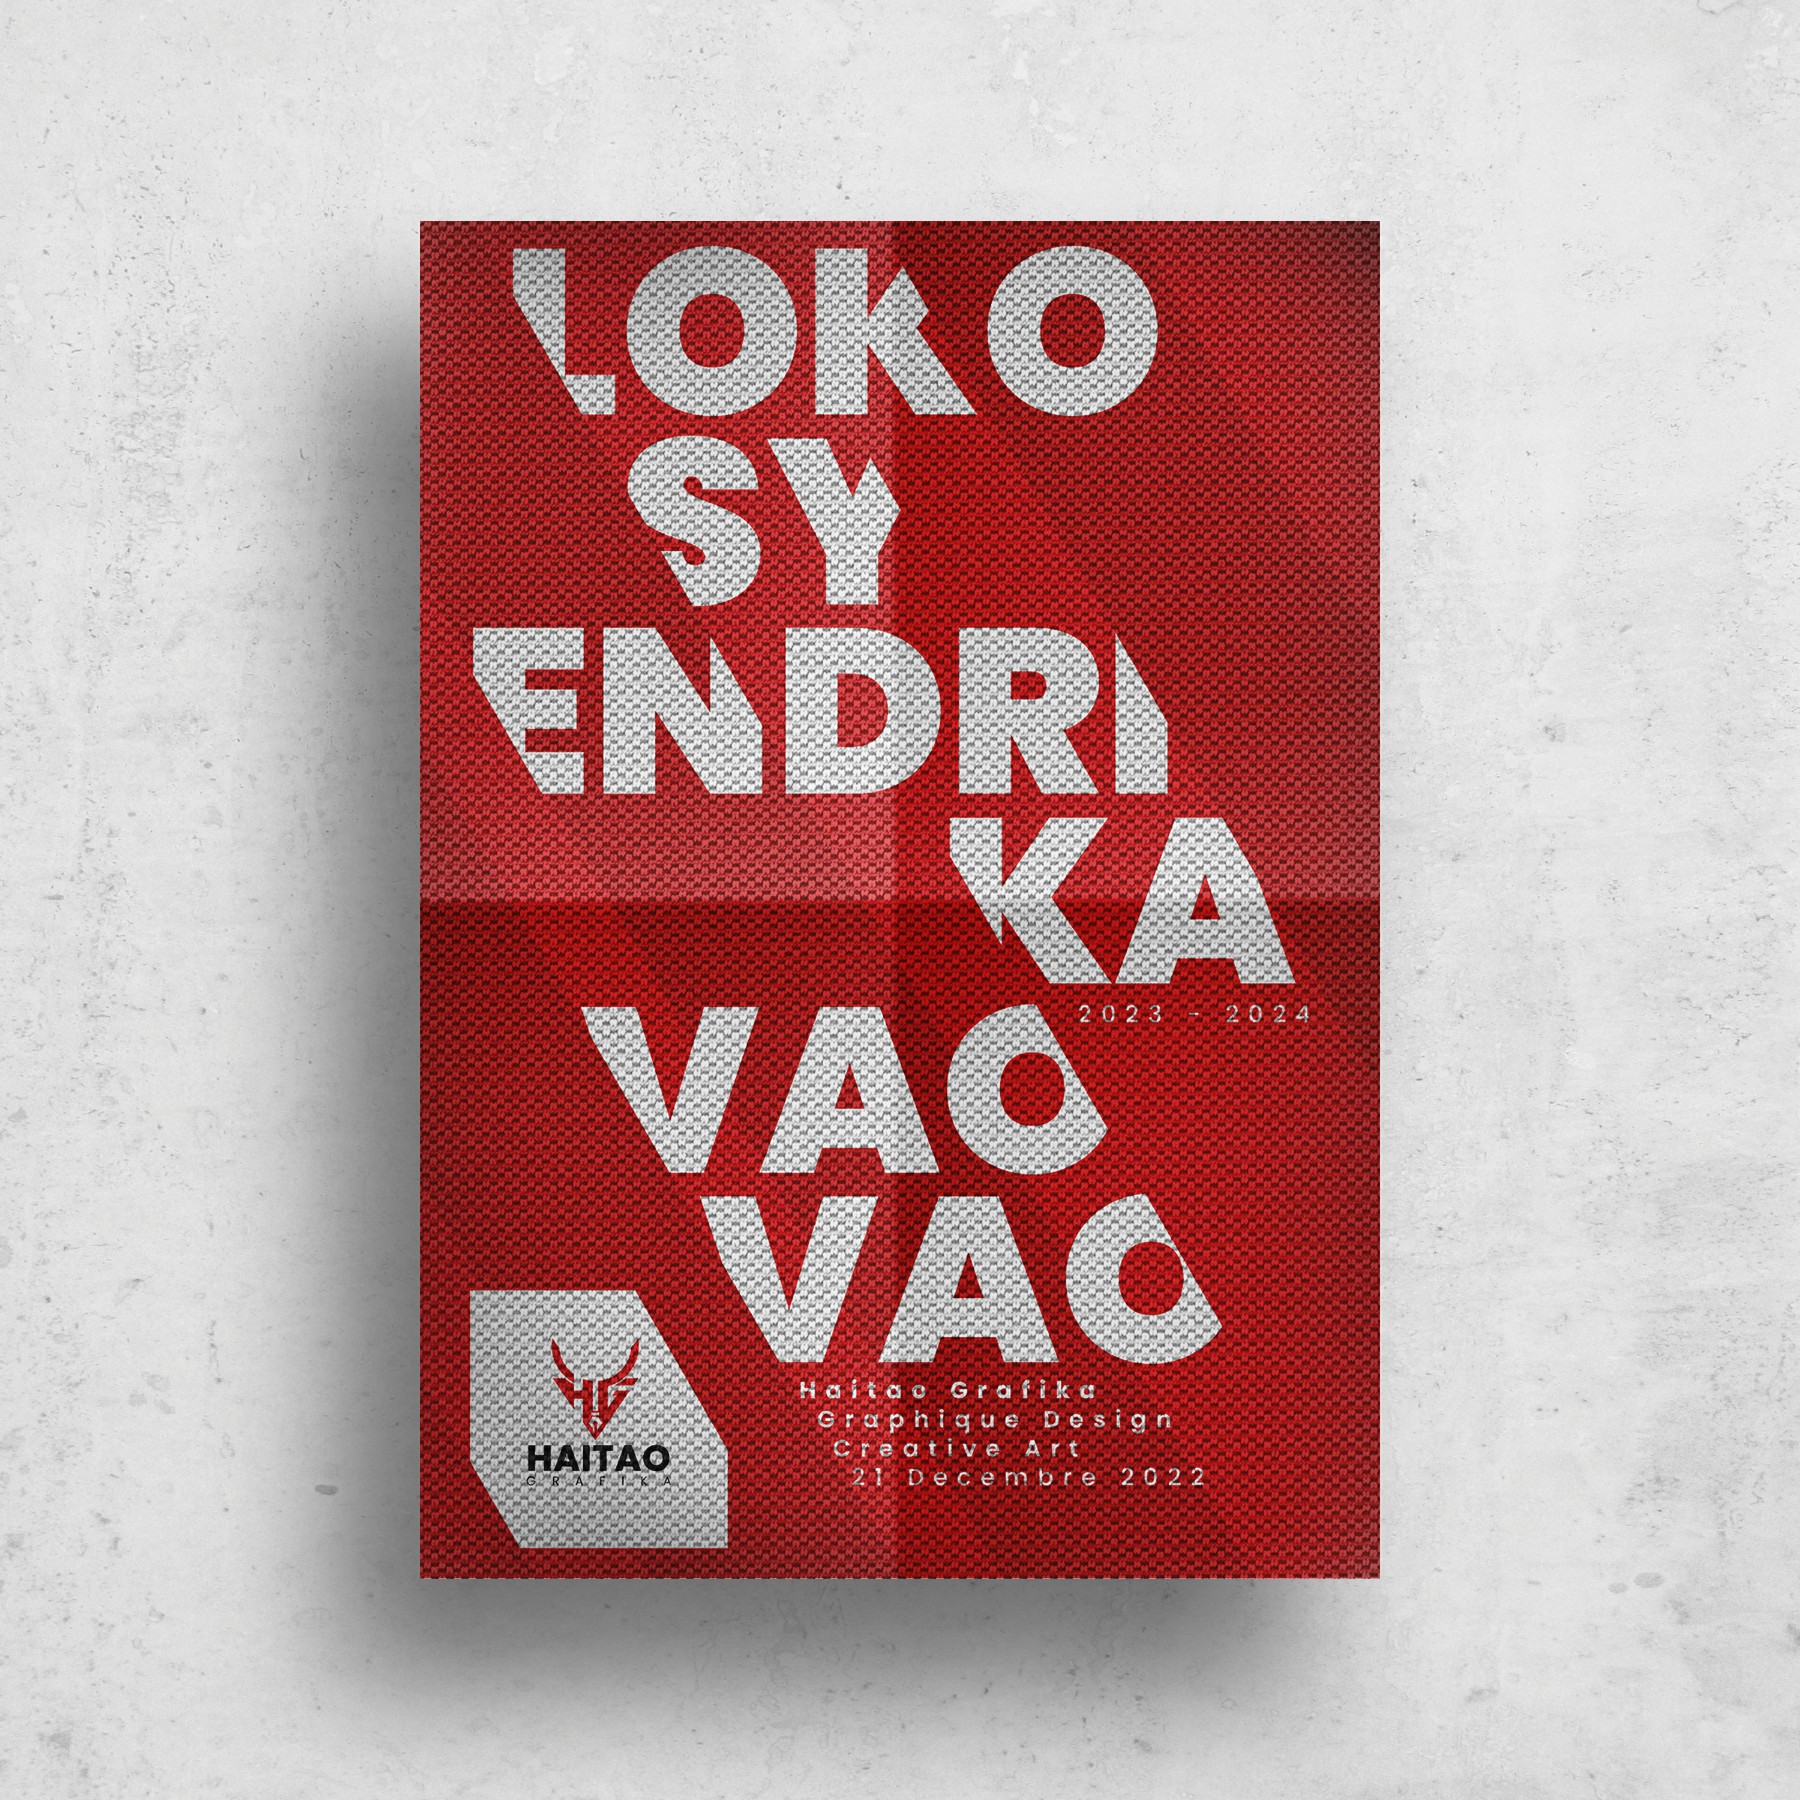 LOKO
SY
ENDRI
KA
2023 - 2024
VAO
VAO
Haitao Grafika
Graphique Design
Creative Art
21 Decembre 2022
HG
HAITAO
GRAFIKA